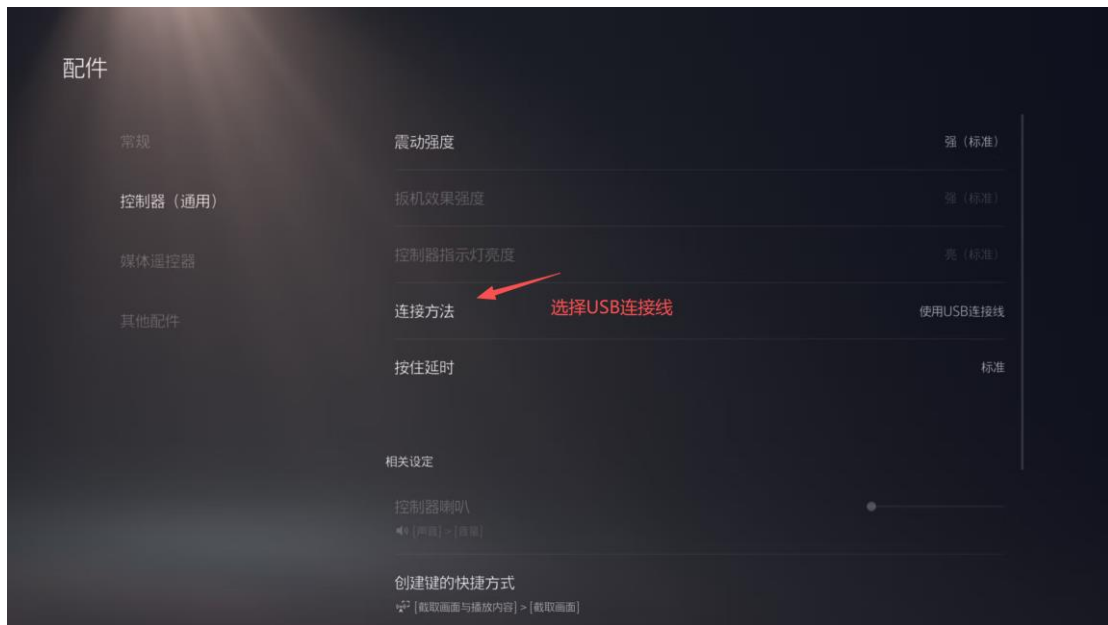 配件
常规
控制器（通用）
媒体遥控器
其他配件
震动强度 强（标准）
扳机效果强度 强（标准）
控制器指示灯亮度 亮（标准）
连接方法 选择USB连接线 使用USB连接线
按住延时 标准
相关设定
控制器喇叭
[声音] > [音量]
创建键的快捷方式
[截取画面与播放内容] > [截取画面]